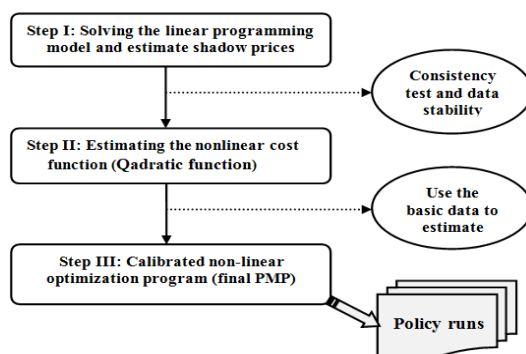 Step I: Solving the linear programming
model and estimate shadow prices
Consistency
test and data
stability
Step II: Estimating the nonlinear cost
function (Qadratic function)
Use the
basic data to
estimate
Step III: Calibrated non-linear
optimization program (final PMP)
Policy runs